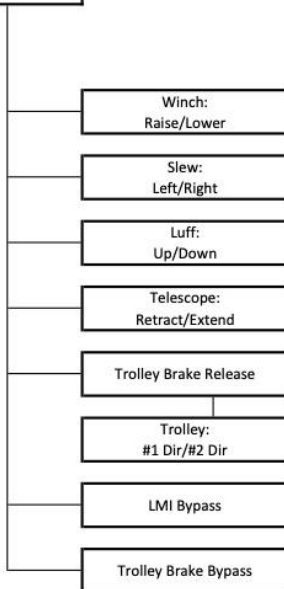 Winch:
Raise/Lower
Slew:
Left/Right
Luff:
Up/Down
Telescope:
Retract/Extend
Trolley Brake Release
Trolley:
#1 Dir/#2 Dir
LMI Bypass
Trolley Brake Bypass